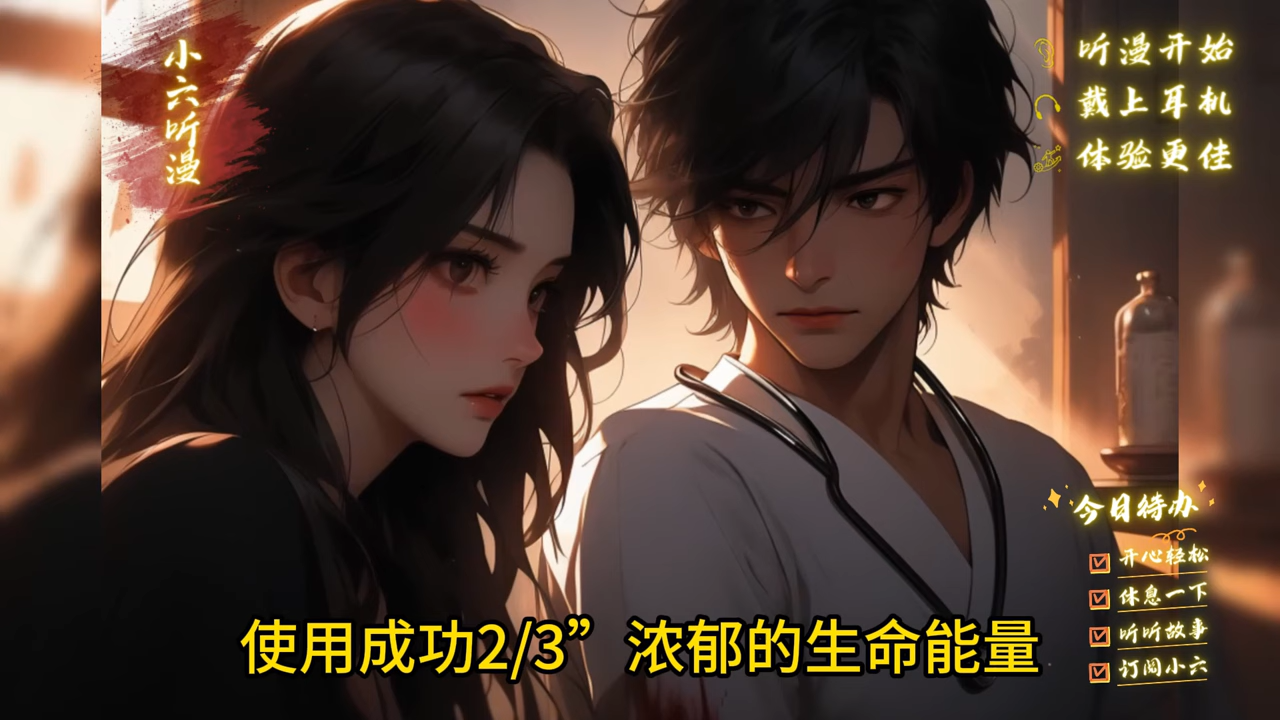 小六听漫
听漫开始
戴上耳机
体验更佳
今日待办
开心轻松
休息一下
听听故事
订阅小六
使用成功2/3”浓郁的生命能量